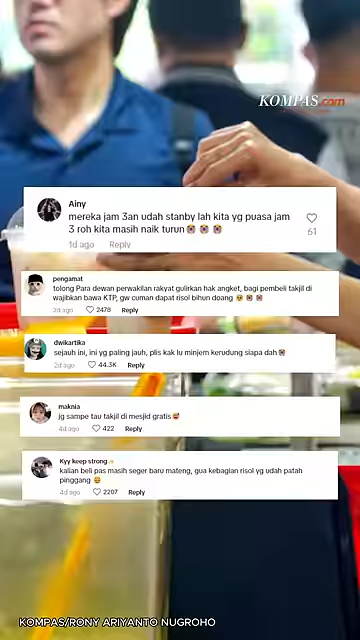 KOMPAS.com
Ainy
mereka jam 3an udah stanby lah kita yg puasa jam
3 roh kita masih naik turun😭😭😭
61
1d ago Reply
pengamat
tolong Para dewan perwakilan rakyat gulirkan hak angket, bagi pembeli takjil di
wajibkan bawa KTP, gw cuman dapat risol bihun doang
2d ago 2478 Reply
dwikartika
sejauh ini, ini yg paling jauh, plis kak lu minjem kerudung siapa dah😭
2d ago 44.3K Reply
maknia
jg sampe tau takjil di mesjid gratis😅
4d ago 422 Reply
Kyy keep strong
kalian beli pas masih seger baru mateng, gua kebagian risol yg udah patah
pinggang
4d ago 2207 Reply
KOMPAS/RONY ARIYANTO NUGROHO